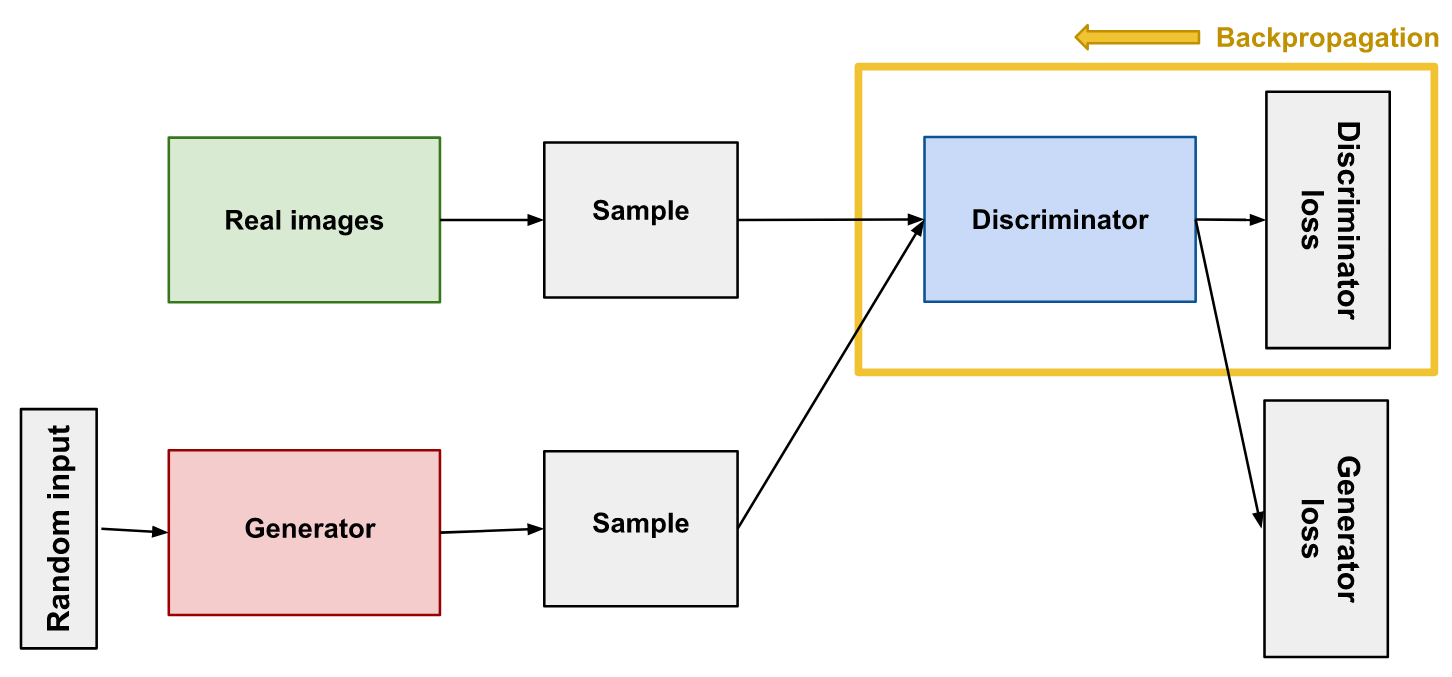 Backpropagation
Real images
Sample
Discriminator
Discriminator
loss
Random input
Generator
Sample
Generator
loss